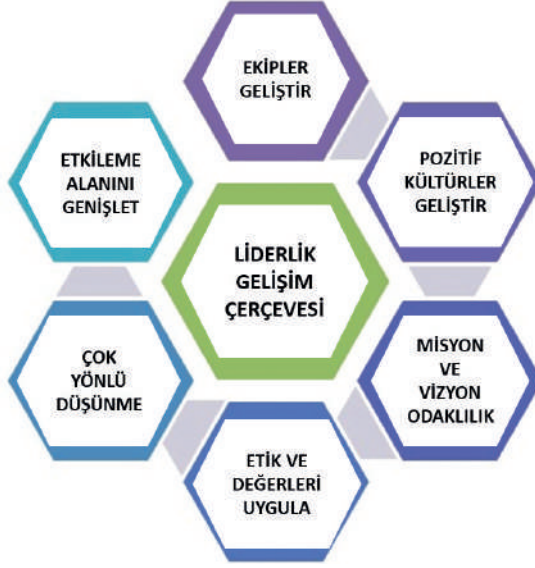 EKİPLER
GELİŞTİR
POZİTİF
KÜLTÜRLER
GELİŞTİR
MİSYON
VE
VİZYON
ODAKLILIK
ETİK VE
DEĞERLERİ
UYGULA
ÇOK
YÖNLÜ
DÜŞÜNME
ETKİLEME
ALANINI
GENİŞLET
LİDERLİK
GELİŞİM
ÇERÇEVESİ